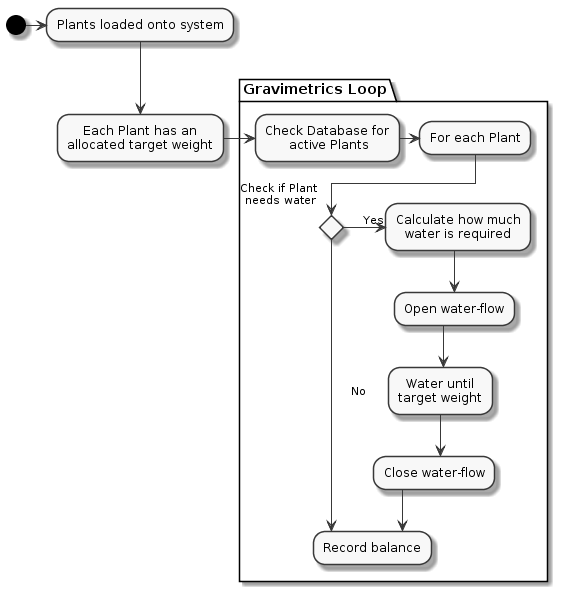 Plants loaded onto system
Each Plant has an
allocated target weight
Gravimetrics Loop
Check Database for
active Plants
For each Plant
Check if Plant
needs water
Yes
Calculate how much
water is required
Open water-flow
Water until
target weight
No
Close water-flow
Record balance